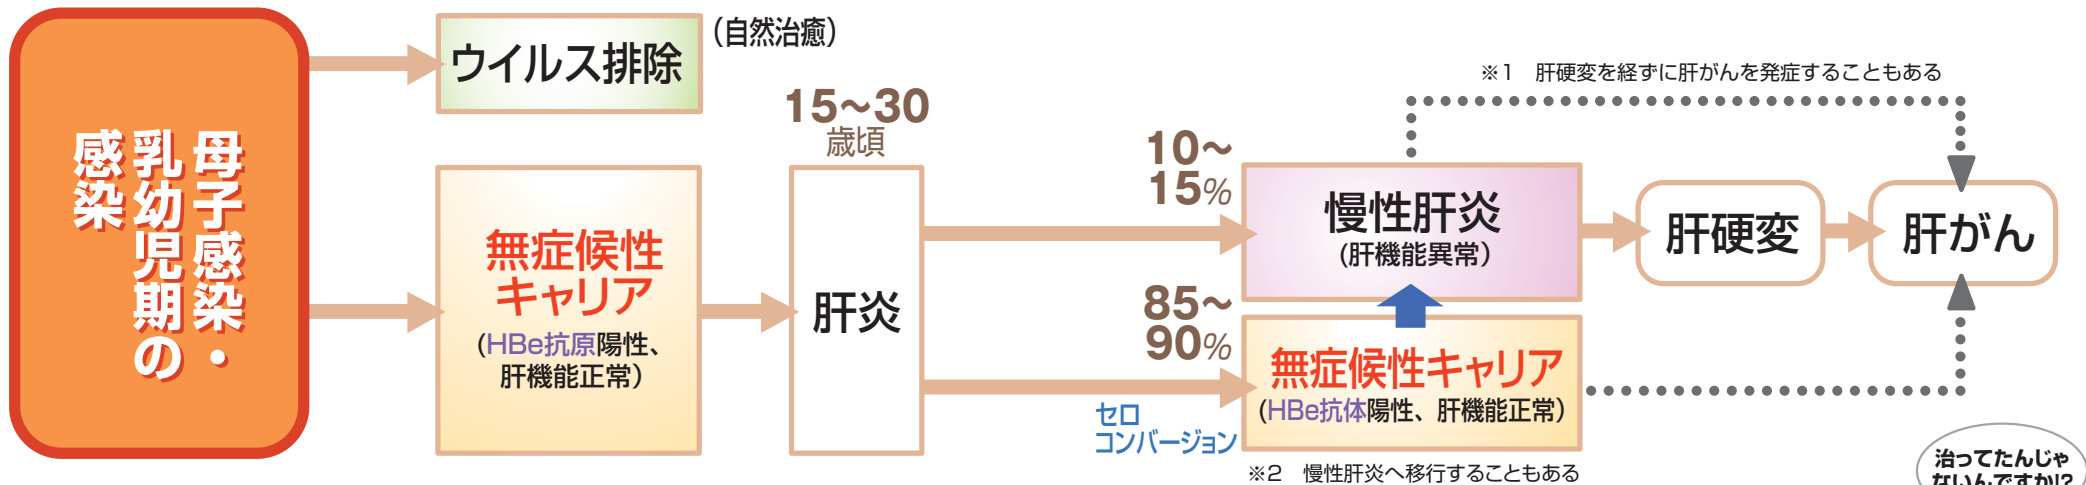 母子感染・
乳幼児期の
感染
ウイルス排除
（自然治癒）
無症候性
キャリア
（HBe抗原陽性、
肝機能正常）
15〜30
歳頃
肝炎
10〜
15%
85〜
90%
セロ
コンバージョン
※1　肝硬変を経ずに肝がんを発症することもある
慢性肝炎
（肝機能異常）
無症候性キャリア
（HBe抗体陽性、肝機能正常）
※2　慢性肝炎へ移行することもある
肝硬変
肝がん
治ってたんじゃ
ないんですか!?